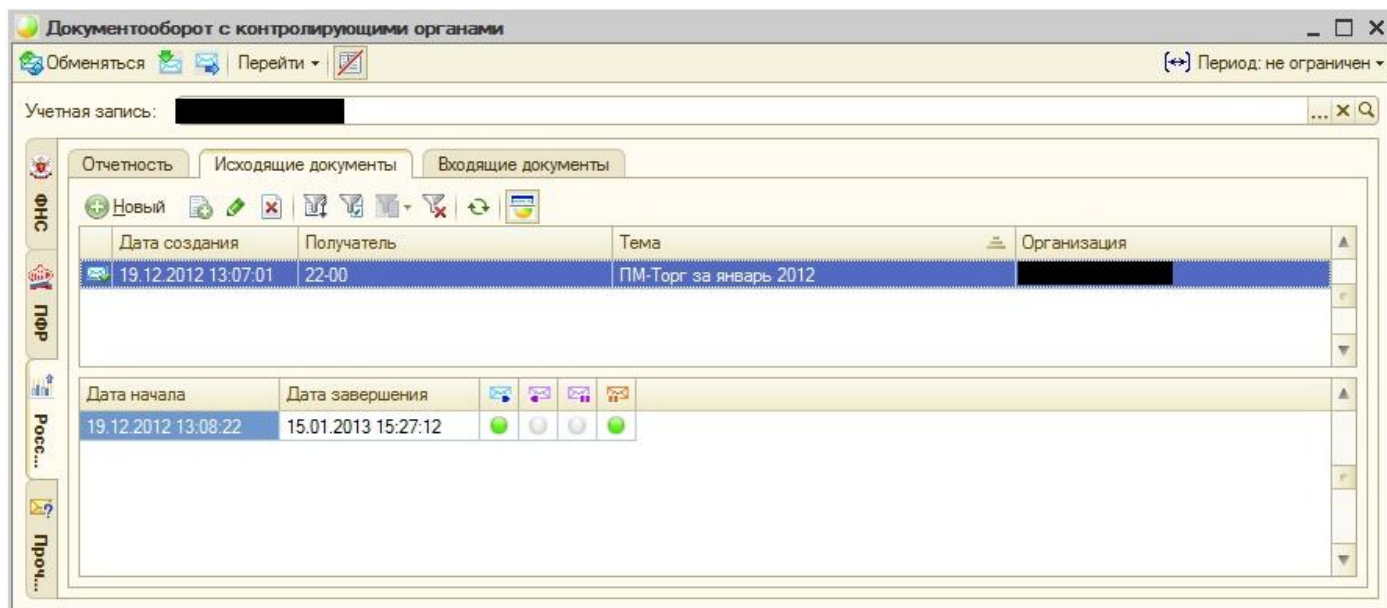 Документооборот с контролирующими органами
Обменяться Перейти Период: не ограничен
Учетная запись: ...
Отчетность Исходящие документы Входящие документы
Новый
Дата создания Получатель Тема Организация
19.12.2012 13:07:01 22-00 ПМ-Торг за январь 2012
Дата начала Дата завершения
19.12.2012 13:08:22 15.01.2013 15:27:12
ФНС
ПФР
Росс...
Проч...